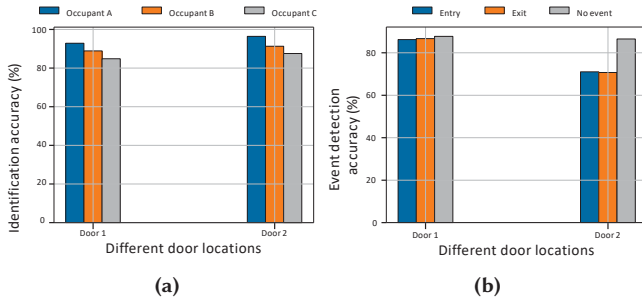 Occupant A Occupant B Occupant C
Identification accuracy (%)
100
80
60
40
20
0
Door 1 Door 2
Different door locations
(a)
Entry Exit No event
Event detection
accuracy (%)
80
60
40
20
0
Door 1 Door 2
Different door locations
(b)